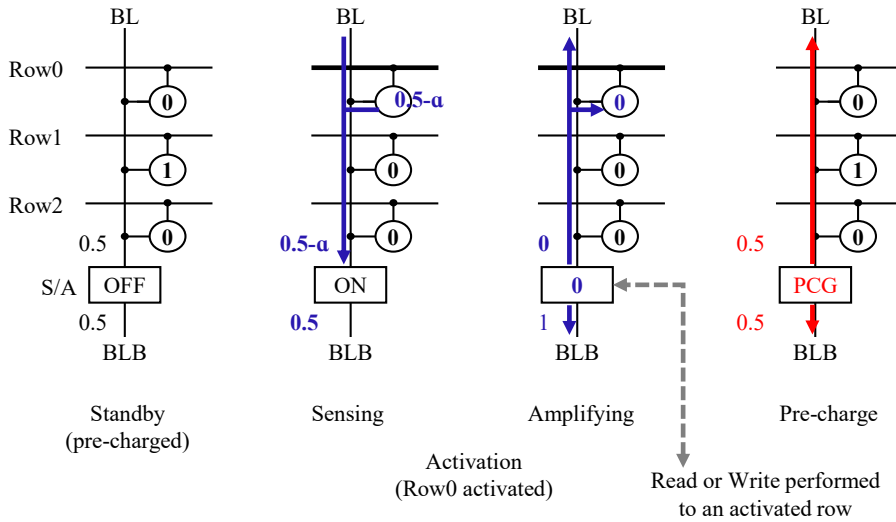 BL BL BL BL
Row0
0 0.5-α 0 0
Row1
1 0 0 1
Row2
0 0 0 0
0.5 0.5-α 0 0.5
S/A OFF ON 0 PCG
0.5 0.5 1 0.5
BLB BLB BLB BLB
Standby Sensing Amplifying Pre-charge
(pre-charged)
Activation
(Row0 activated)
Read or Write performed
to an activated row